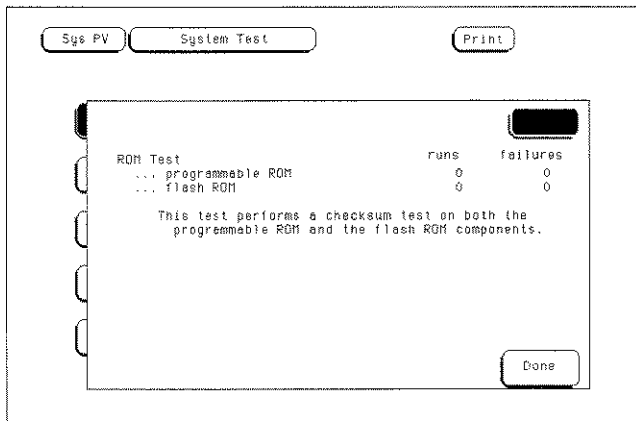 Sys PV System Test Print
ROM Test runs failures
... programmable ROM 0 0
... flash ROM 0 0
This test performs a checksum test on both the
programmable ROM and the flash ROM components.
Done